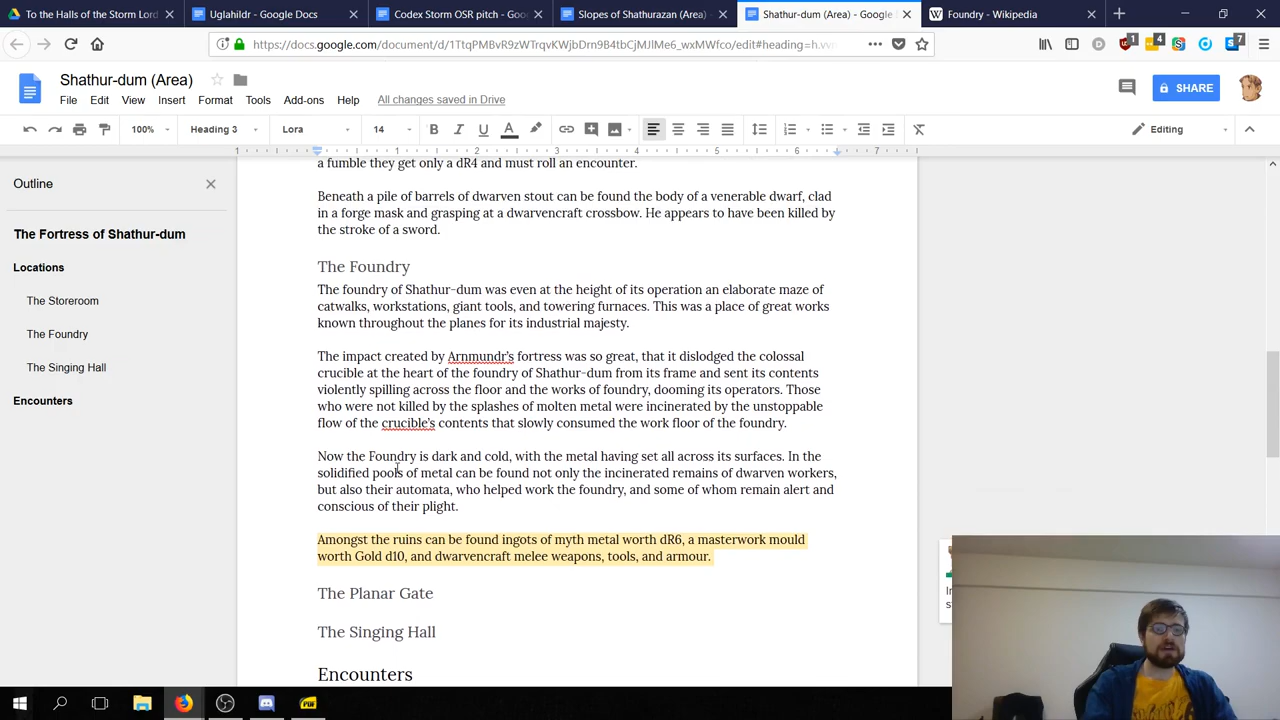 To the Halls of the Storm Lord
Uglahildr - Google Docs
Codex Storm OSR pitch - Goo
Slopes of Shathurazan (Area) -
Shathur-dum (Area) - Google
Foundry - Wikipedia
https://docs.google.com/document/d/
Shathur-dum (Area)
File Edit View Insert Format Tools Add-ons Help All changes saved in Drive
SHARE
100% Heading 3 Lora 14 Editing
1 1 2 3 4 5 6 7
Outline
The Fortress of Shathur-dum
Locations
The Storeroom
The Foundry
The Singing Hall
Encounters
a fumble they get only a dR4 and must roll an encounter.
Beneath a pile of barrels of dwarven stout can be found the body of a venerable dwarf, clad
in a forge mask and grasping at a dwarvencraft crossbow. He appears to have been killed by
the stroke of a sword.
The Foundry
The foundry of Shathur-dum was even at the height of its operation an elaborate maze of
catwalks, workstations, giant tools, and towering furnaces. This was a place of great works
known throughout the planes for its industrial majesty.
The impact created by Arnmundr's fortress was so great, that it dislodged the colossal
crucible at the heart of the foundry of Shathur-dum from its frame and sent its contents
violently spilling across the floor and the works of foundry, dooming its operators. Those
who were not killed by the splashes of molten metal were incinerated by the unstoppable
flow of the crucible's contents that slowly consumed the work floor of the foundry.
Now the Foundry is dark and cold, with the metal having set all across its surfaces. In the
solidified pools of metal can be found not only the incinerated remains of dwarven workers,
but also their automata, who helped work the foundry, and some of whom remain alert and
conscious of their plight.
Amongst the ruins can be found ingots of myth metal worth dR6, a masterwork mould
worth Gold d10, and dwarvencraft melee weapons, tools, and armour.
The Planar Gate
The Singing Hall
Encounters